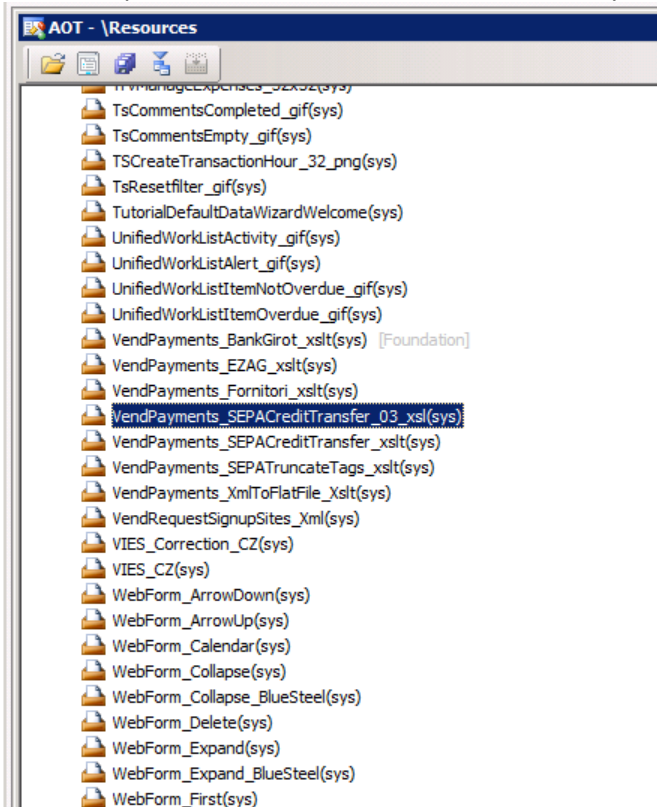 AOT - \Resources
TrvManageExpenses_32x32(sys)
TsCommentsCompleted_gif(sys)
TsCommentsEmpty_gif(sys)
TSCreateTransactionHour_32_png(sys)
TsResetfilter_gif(sys)
TutorialDefaultDataWizardWelcome(sys)
UnifiedWorkListActivity_gif(sys)
UnifiedWorkListAlert_gif(sys)
UnifiedWorkListItemNotOverdue_gif(sys)
UnifiedWorkListItemOverdue_gif(sys)
VendPayments_BankGirot_xslt(sys) [Foundation]
VendPayments_EZAG_xslt(sys)
VendPayments_Fornitori_xslt(sys)
VendPayments_SEPACreditTransfer_03_xsl(sys)
VendPayments_SEPACreditTransfer_xslt(sys)
VendPayments_SEPATruncateTags_xslt(sys)
VendPayments_XmlToFlatFile_Xslt(sys)
VendRequestSignupSites_Xml(sys)
VIES_Correction_CZ(sys)
VIES_CZ(sys)
WebForm_ArrowDown(sys)
WebForm_ArrowUp(sys)
WebForm_Calendar(sys)
WebForm_Collapse(sys)
WebForm_Collapse_BlueSteel(sys)
WebForm_Delete(sys)
WebForm_Expand(sys)
WebForm_Expand_BlueSteel(sys)
WebForm_First(sys)